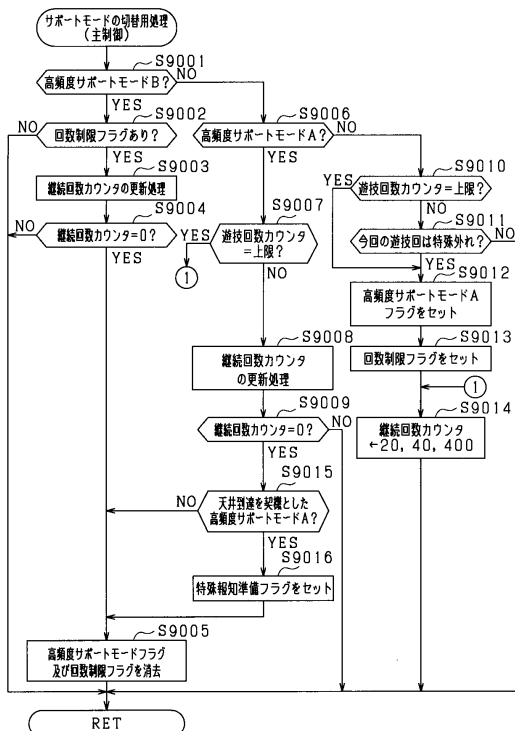 サポートモードの切替用処理
(主制御)
S9001
高頻度サポートモードB?
NO
YES
S9002
NO
回数制限フラグあり?
YES
S9003
継続回数カウンタの更新処理
S9004
NO
継続回数カウンタ=0?
YES
S9006
高頻度サポートモードA?
NO
YES
S9007
YES
遊技回数カウンタ
=上限?
①
NO
S9008
継続回数カウンタ
の更新処理
S9009
継続回数カウンタ=0?
NO
YES
S9015
NO
天井到達を契機とした
高頻度サポートモードA?
YES
S9016
特殊報知準備フラグをセット
S9010
YES
遊技回数カウンタ=上限?
NO
S9011
今回の遊技回は特殊外れ?
NO
YES
S9012
高頻度サポートモードA
フラグをセット
S9013
回数制限フラグをセット
①
S9014
継続回数カウンタ
←20, 40, 400
S9005
高頻度サポートモードフラグ
及び回数制限フラグを消去
RET